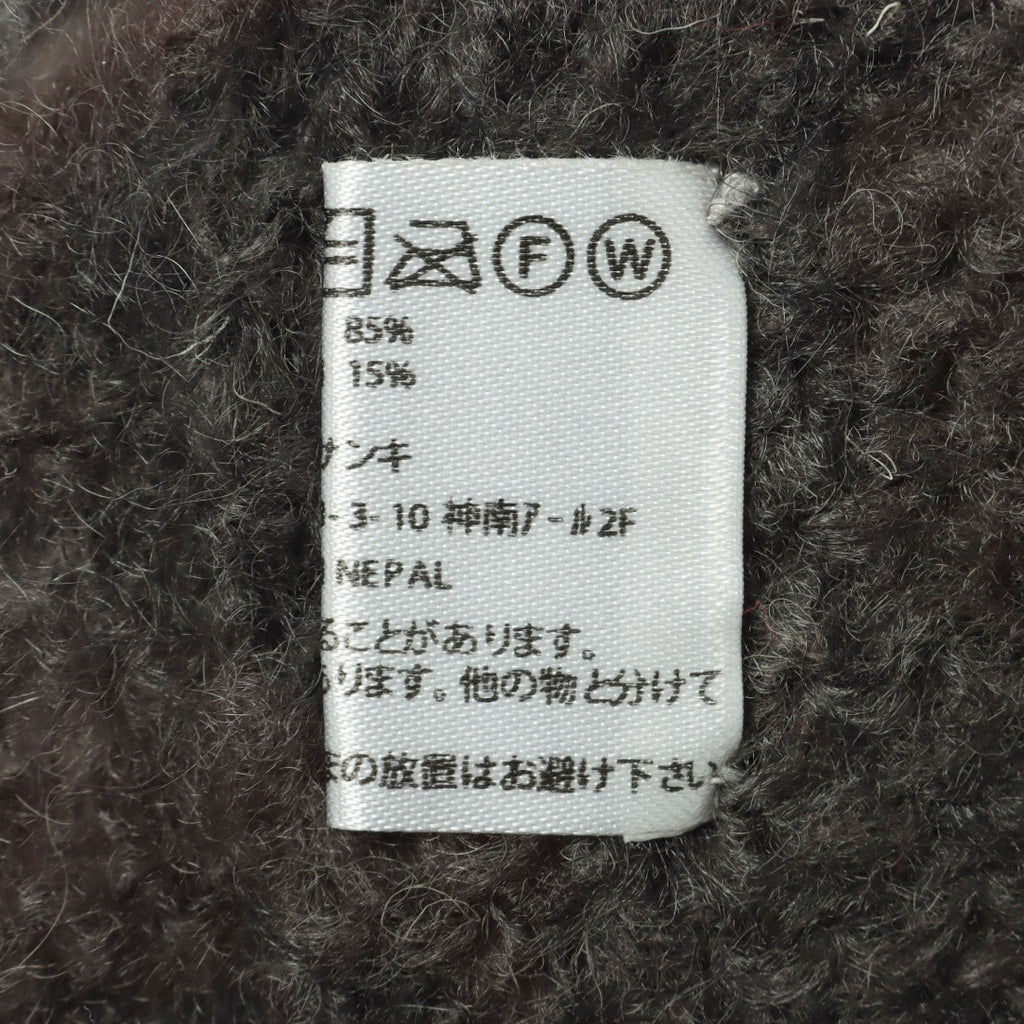 F W
85%
15%
サンキ
-3-10 神南ア-ル2F
NEPAL
ることがあります。
ります。他の物と分けて
の放置はお避け下さい